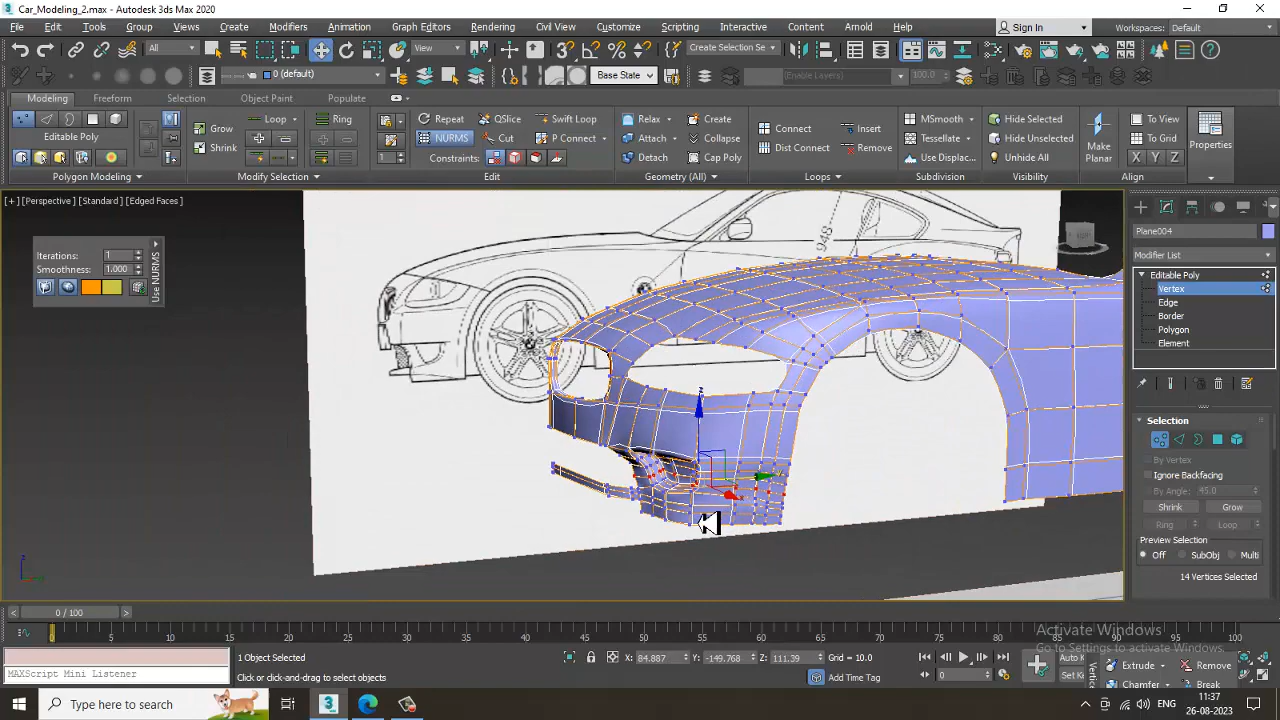 Car_Modeling_2.max - Autodesk 3ds Max 2020
File Edit Tools Group Views Create Modifiers Animation Graph Editors Rendering Civil View Customize Scripting Interactive Content Arnold Help Sign In Workspaces: Default
All View Create Selection Se
0 (default) Base State (Enable Layers) 100.0
Modeling Freeform Selection Object Paint Populate
Loop Ring Repeat QSlice Swift Loop Relax Create Connect Insert MSmooth Hide Selected To View
Editable Poly Grow NURMS Cut P Connect Attach Collapse Dist Connect Remove Tessellate Hide Unselected To Grid
Shrink 1 Constraints: Detach Cap Poly Use Displac... Unhide All Make Planar X Y Z Properties
Polygon Modeling Modify Selection Edit Geometry (All) Loops Subdivision Visibility Align
[+] [Perspective] [Standard] [Edged Faces]
Iterations: 1
Smoothness: 1.000
Use NURMS
948
Plane004
Modifier List
Editable Poly
Vertex
Edge
Border
Polygon
Element
Selection
By Vertex
Ignore Backfacing
By Angle: 45.0
Shrink Grow
Ring Loop
Preview Selection
Off SubObj Multi
14 Vertices Selected
0 / 100
0 5 10 15 20 25 30 35 40 45 50 55 60 65 70 75 80 85 90 95 100
Activate Windows
Go to Settings to activate Windows.
1 Object Selected X: 84.887 Y: -149.768 Z: 111.39 Grid = 10.0 Auto K
MAXScript Mini Listener Click or click-and-drag to select objects Add Time Tag 0 Set K
Vertices Extrude Remove
Chamfer Break
Type here to search ENG 11:37
26-08-2023